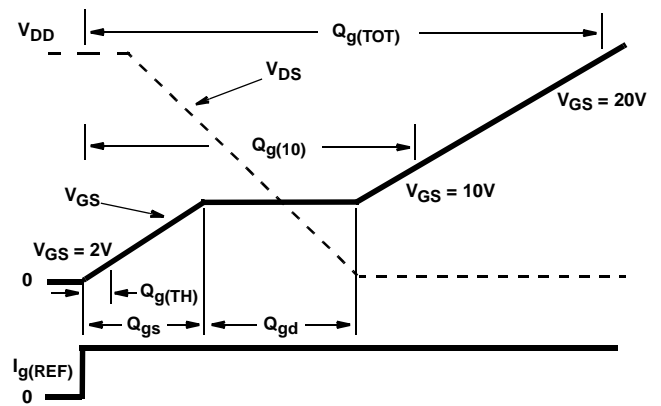 V_DD
Q_g(TOT)
V_DS
V_GS = 20V
Q_g(10)
V_GS
V_GS = 10V
V_GS = 2V
0
Q_g(TH)
Q_gs
Q_gd
I_g(REF)
0